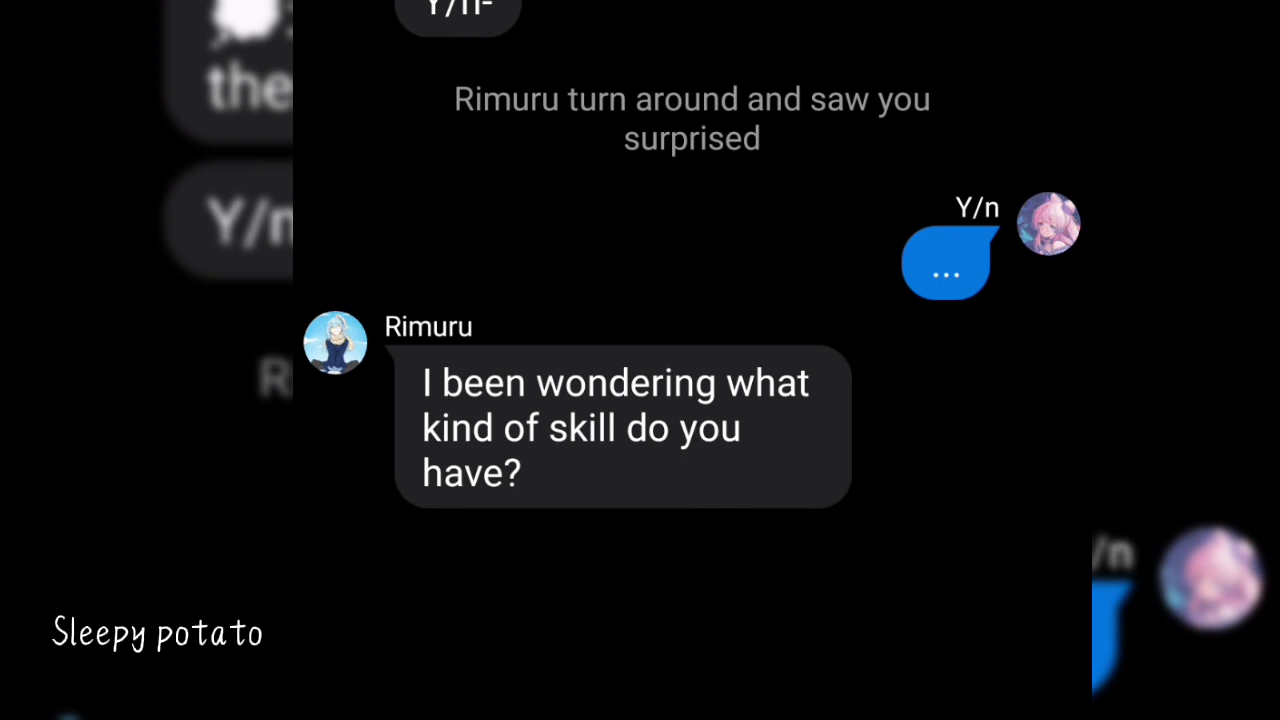 Y/n-
the
Rimuru turn around and saw you
surprised
Y/n
Y/n
...
Rimuru
I been wondering what
kind of skill do you
have?
/n
Sleepy potato